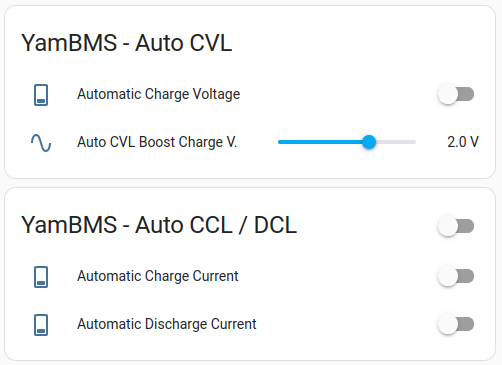 YamBMS - Auto CVL
Automatic Charge Voltage
Auto CVL Boost Charge V. 2.0 V
YamBMS - Auto CCL / DCL
Automatic Charge Current
Automatic Discharge Current